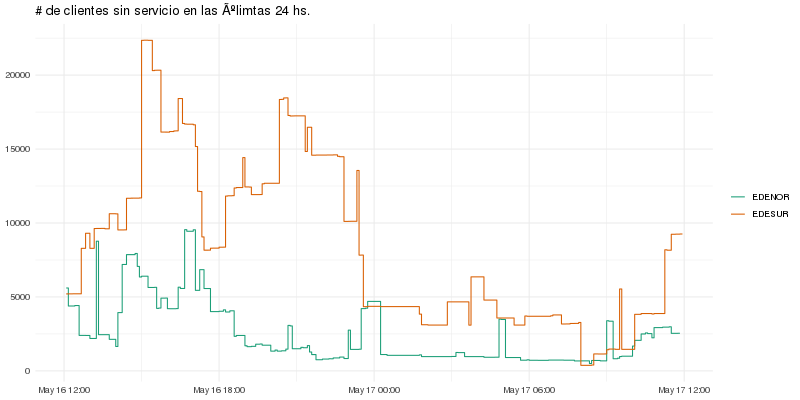 # de clientes sin servicio en las Ãºlimtas 24 hs.
20000
15000
10000
5000
0
EDENOR
EDESUR
May 16 12:00 May 16 18:00 May 17 00:00 May 17 06:00 May 17 12:00